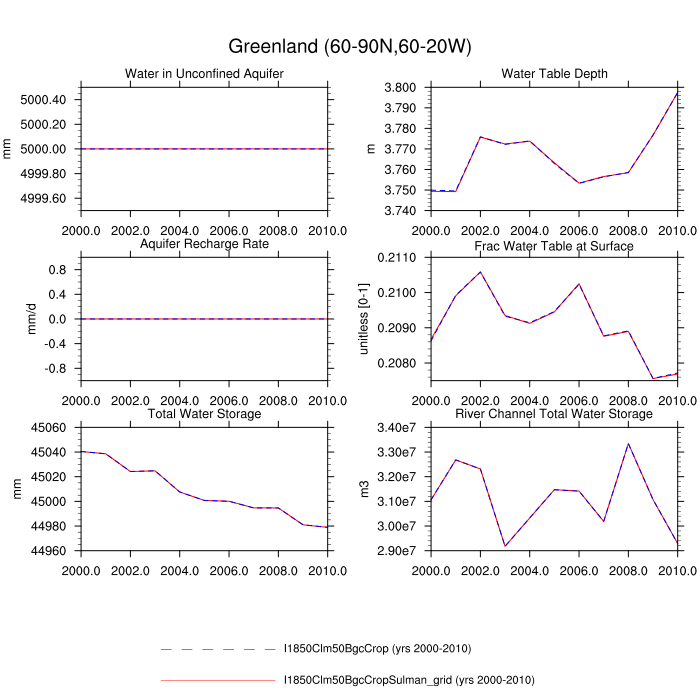 Greenland (60-90N,60-20W)
Water in Unconfined Aquifer
Water Table Depth
5000.40
5000.20
5000.00
4999.80
4999.60
mm
2000.0 2002.0 2004.0 2006.0 2008.0 2010.0
3.800
3.790
3.780
3.770
3.760
3.750
3.740
m
2000.0 2002.0 2004.0 2006.0 2008.0 2010.0
Aquifer Recharge Rate
Frac Water Table at Surface
0.8
0.4
0.0
-0.4
-0.8
mm/d
2000.0 2002.0 2004.0 2006.0 2008.0 2010.0
0.2110
0.2100
0.2090
0.2080
unitless [0-1]
2000.0 2002.0 2004.0 2006.0 2008.0 2010.0
Total Water Storage
River Channel Total Water Storage
45060
45040
45020
45000
44980
44960
mm
2000.0 2002.0 2004.0 2006.0 2008.0 2010.0
3.40e7
3.30e7
3.20e7
3.10e7
3.00e7
2.90e7
m3
2000.0 2002.0 2004.0 2006.0 2008.0 2010.0
I1850Clm50BgcCrop (yrs 2000-2010)
I1850Clm50BgcCropSulman_grid (yrs 2000-2010)